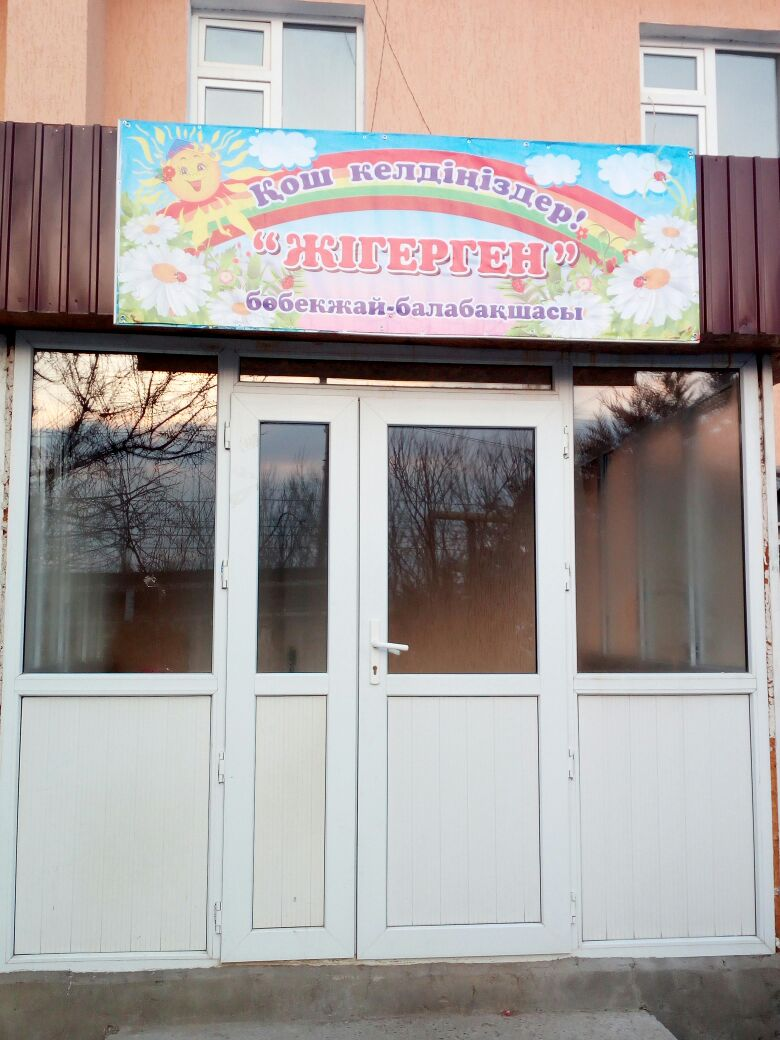 Қош келдіңіздер!
“ЖІГЕРГЕН”
бөбекжай-балабақшасы